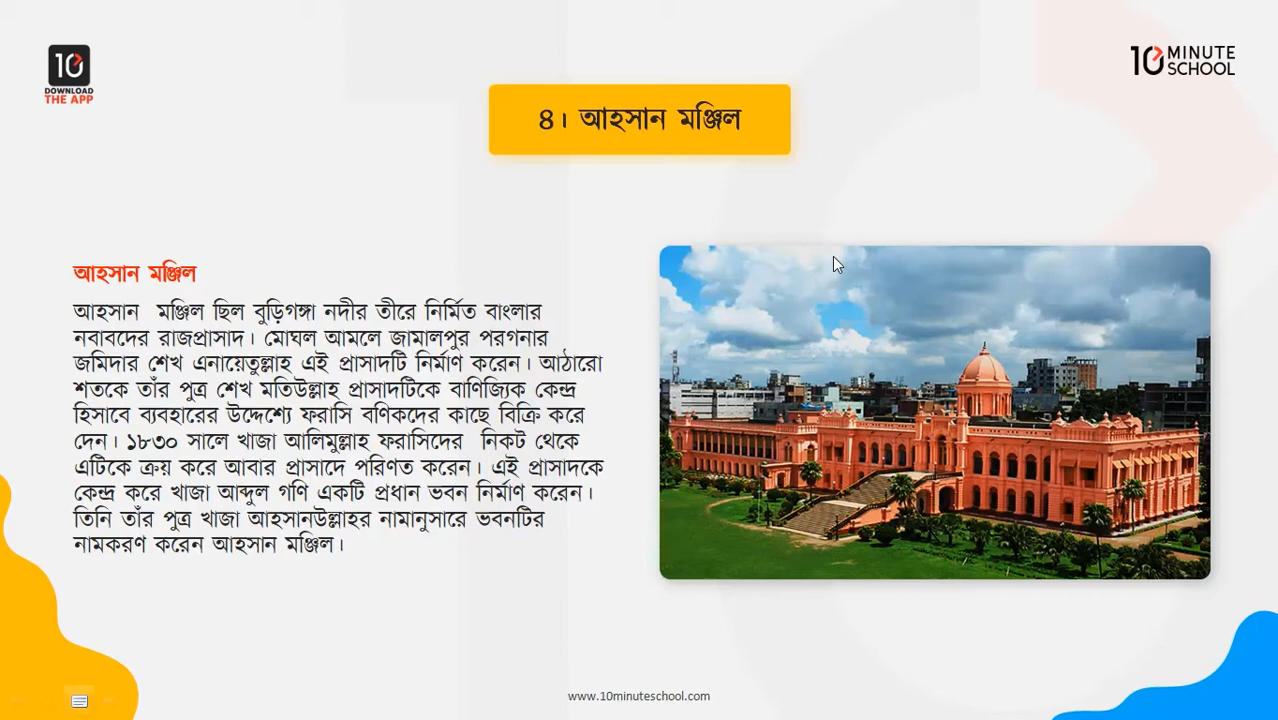 10
DOWNLOAD
THE APP
10 MINUTE
SCHOOL
৪। আহসান মঞ্জিল
আহসান মঞ্জিল
আহসান মঞ্জিল ছিল বুড়িগঙ্গা নদীর তীরে নির্মিত বাংলার
নবাবদের রাজপ্রাসাদ। মোঘল আমলে জামালপুর পরগনার
জমিদার শেখ এনায়েতুল্লাহ এই প্রাসাদটি নির্মাণ করেন। আঠারো
শতকে তাঁর পুত্র শেখ মতিউল্লাহ প্রাসাদটিকে বাণিজ্যিক কেন্দ্র
হিসাবে ব্যবহারের উদ্দেশ্যে ফরাসি বণিকদের কাছে বিক্রি করে
দেন। ১৮৩০ সালে খাজা আলিমুল্লাহ ফরাসিদের নিকট থেকে
এটিকে ক্রয় করে আবার প্রাসাদে পরিণত করেন। এই প্রাসাদকে
কেন্দ্র করে খাজা আব্দুল গণি একটি প্রধান ভবন নির্মাণ করেন।
তিনি তাঁর পুত্র খাজা আহসানউল্লাহর নামানুসারে ভবনটির
নামকরণ করেন আহসান মঞ্জিল।
www.10minuteschool.com